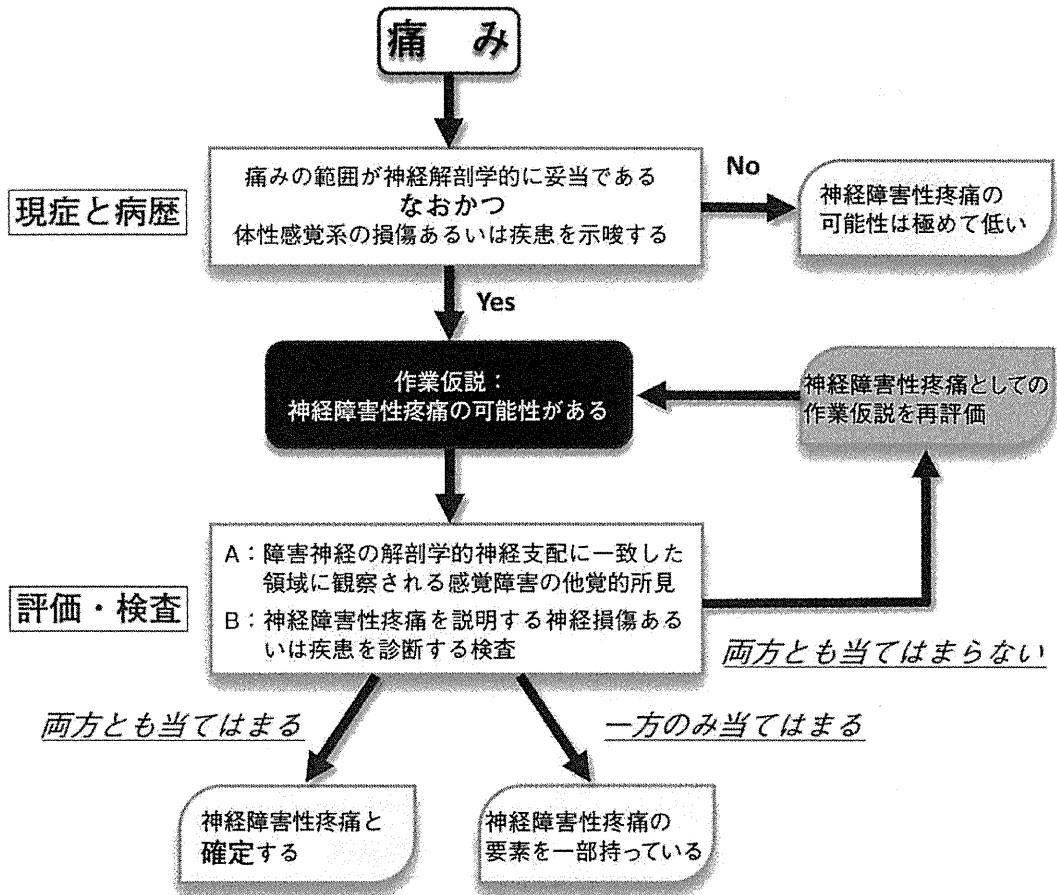 痛 み
現症と病歴
痛みの範囲が神経解剖学的に妥当である
なおかつ
体性感覚系の損傷あるいは疾患を示唆する
No
神経障害性疼痛の
可能性は極めて低い
Yes
作業仮説：
神経障害性疼痛の可能性がある
神経障害性疼痛としての
作業仮説を再評価
評価・検査
A：障害神経の解剖学的神経支配に一致した
領域に観察される感覚障害の他覚的所見
B：神経障害性疼痛を説明する神経損傷ある
いは疾患を診断する検査
両方とも当てはまらない
両方とも当てはまる
一方のみ当てはまる
神経障害性疼痛と
確定する
神経障害性疼痛の
要素を一部持っている